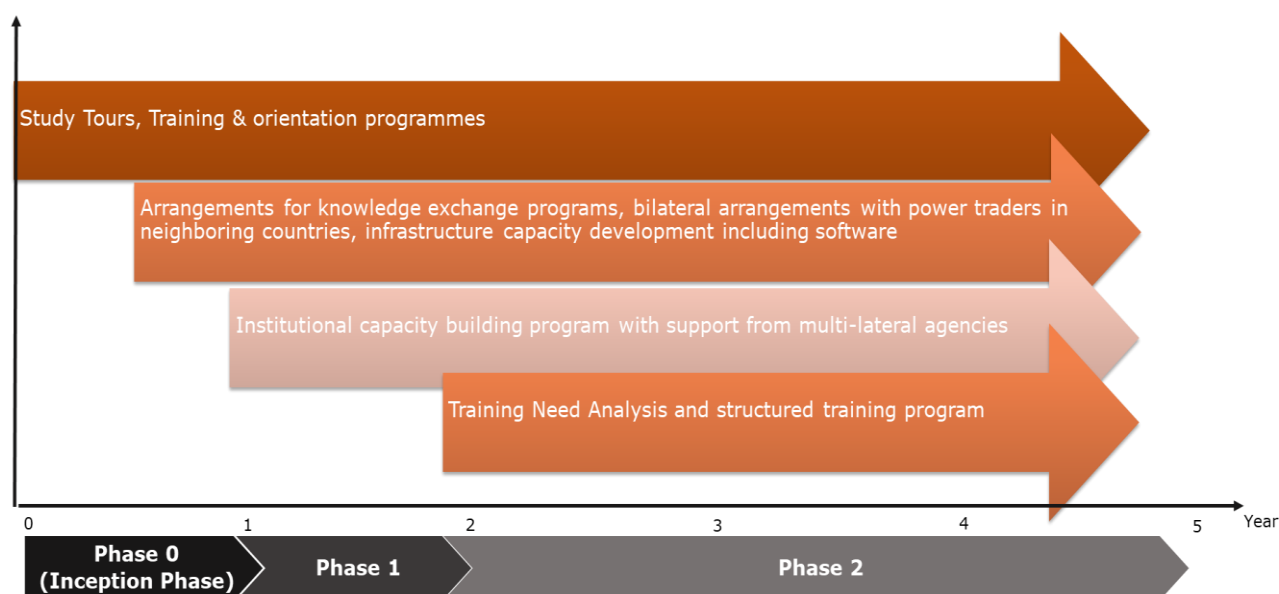 Study Tours, Training & orientation programmes
Arrangements for knowledge exchange programs, bilateral arrangements with power traders in
neighboring countries, infrastructure capacity development including software
Institutional capacity building program with support from multi-lateral agencies
Training Need Analysis and structured training program
0 1 2 3 4 5 Year
Phase 0
(Inception Phase)
Phase 1
Phase 2